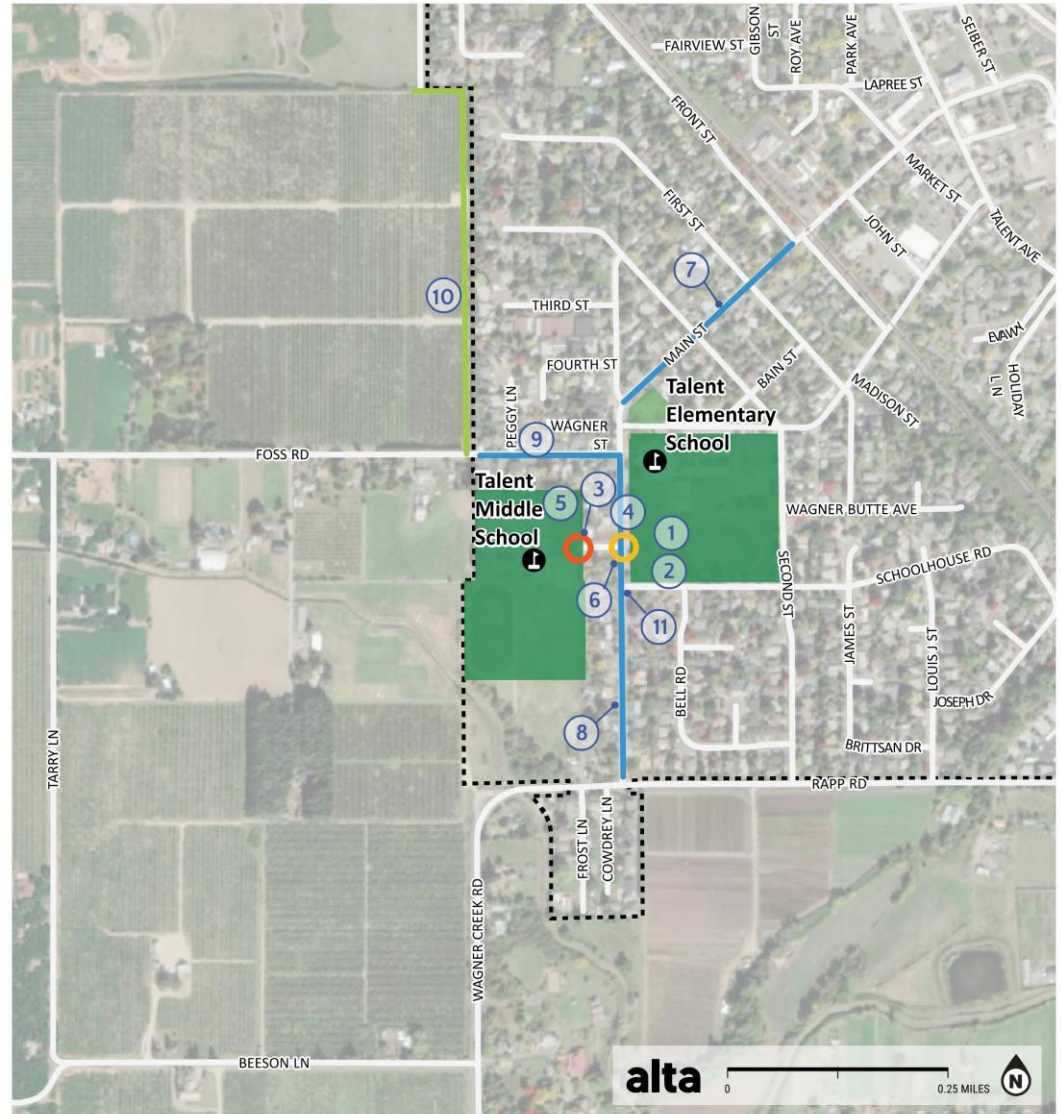 FAIRVIEW ST
GIBSON
ST
ROY AVE
PARK AVE
SEIBER ST
LAPREE ST
FRONT ST
MARKET ST
FIRST ST
JOHN ST
TALENT AVE
7
10
THIRD ST
EVAWY
MAIN ST
HOLIDAY
LN
FOURTH ST
BAIN ST
MADISON ST
Talent
Elementary
School
PEGGY LN
WAGNER
ST
9
FOSS RD
Talent
Middle
School
5
3
4
1
2
WAGNER BUTTE AVE
SCHOOLHOUSE RD
SECOND ST
6
11
JAMES ST
LOUIS J ST
BELL RD
JOSEPH DR
8
BRITTSAN DR
TARRY LN
RAPP RD
FROST LN
COWDREY LN
WAGNER CREEK RD
BEESON LN
alta
0
0.25 MILES
N